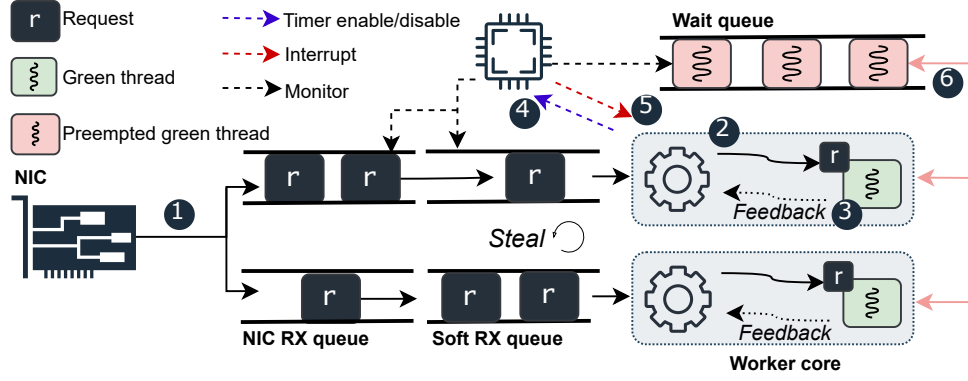 r
Request
Green thread
Preempted green thread
Timer enable/disable
Interrupt
Monitor
Wait queue
4
5
6
NIC
1
r
r
r
2
r
Feedback
3
Steal
r
r
r
r
Feedback
NIC RX queue
Soft RX queue
Worker core